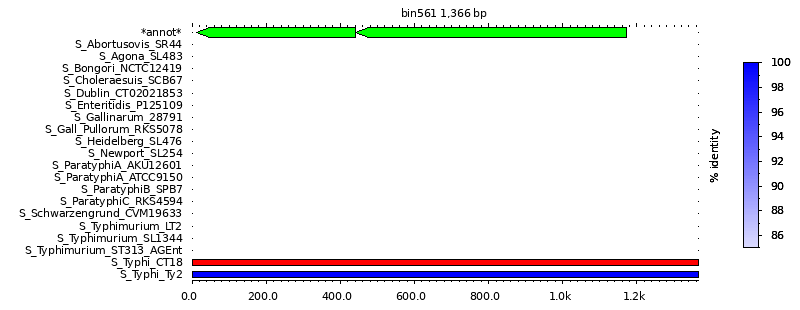 bin561 1,366 bp
*annot*
S_Abortusovis_SR44
S_Agona_SL483
S_Bongori_NCTC12419
S_Choleraesuis_SCB67
S_Dublin_CT02021853
S_Enteritidis_P125109
S_Gallinarum_28791
S_Gall_Pullorum_RKS5078
S_Heidelberg_SL476
S_Newport_SL254
S_ParatyphiA_AKU12601
S_ParatyphiA_ATCC9150
S_ParatyphiB_SPB7
S_ParatyphiC_RKS4594
S_Schwarzengrund_CVM19633
S_Typhimurium_LT2
S_Typhimurium_SL1344
S_Typhimurium_ST313_AGEnt
S_Typhi_CT18
S_Typhi_Ty2
0.0 200.0 400.0 600.0 800.0 1.0k 1.2k
% identity
100
98
96
94
92
90
88
86